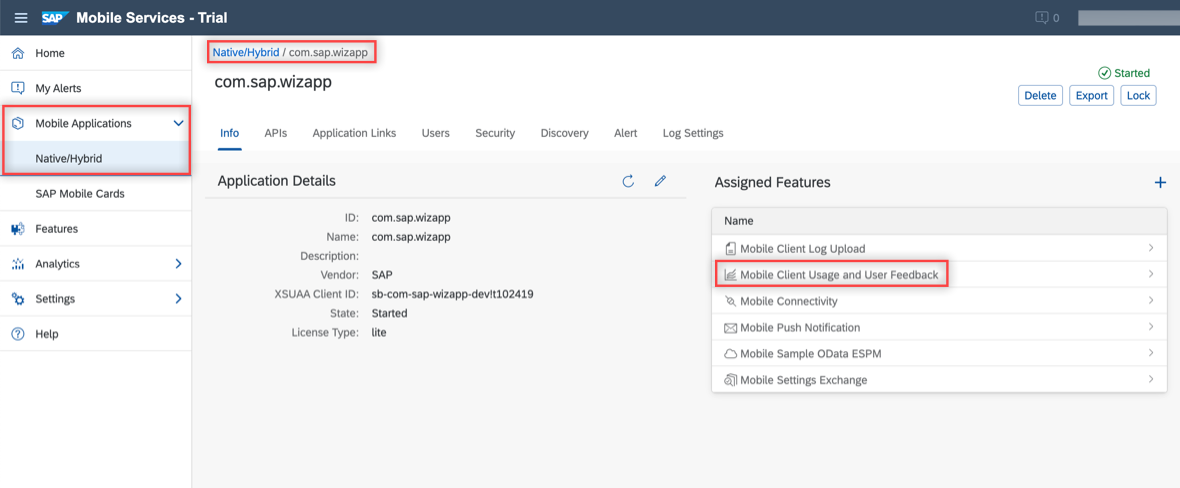 SAP Mobile Services - Trial
0
Home
My Alerts
Mobile Applications
Native/Hybrid
SAP Mobile Cards
Features
Analytics
Settings
Help
Native/Hybrid / com.sap.wizapp
com.sap.wizapp
Started
Delete Export Lock
Info APIs Application Links Users Security Discovery Alert Log Settings
Application Details
ID: com.sap.wizapp
Name: com.sap.wizapp
Description:
Vendor: SAP
XSUAA Client ID: sb-com-sap-wizapp-dev!t102419
State: Started
License Type: lite
Assigned Features
Name
Mobile Client Log Upload
Mobile Client Usage and User Feedback
Mobile Connectivity
Mobile Push Notification
Mobile Sample OData ESPM
Mobile Settings Exchange